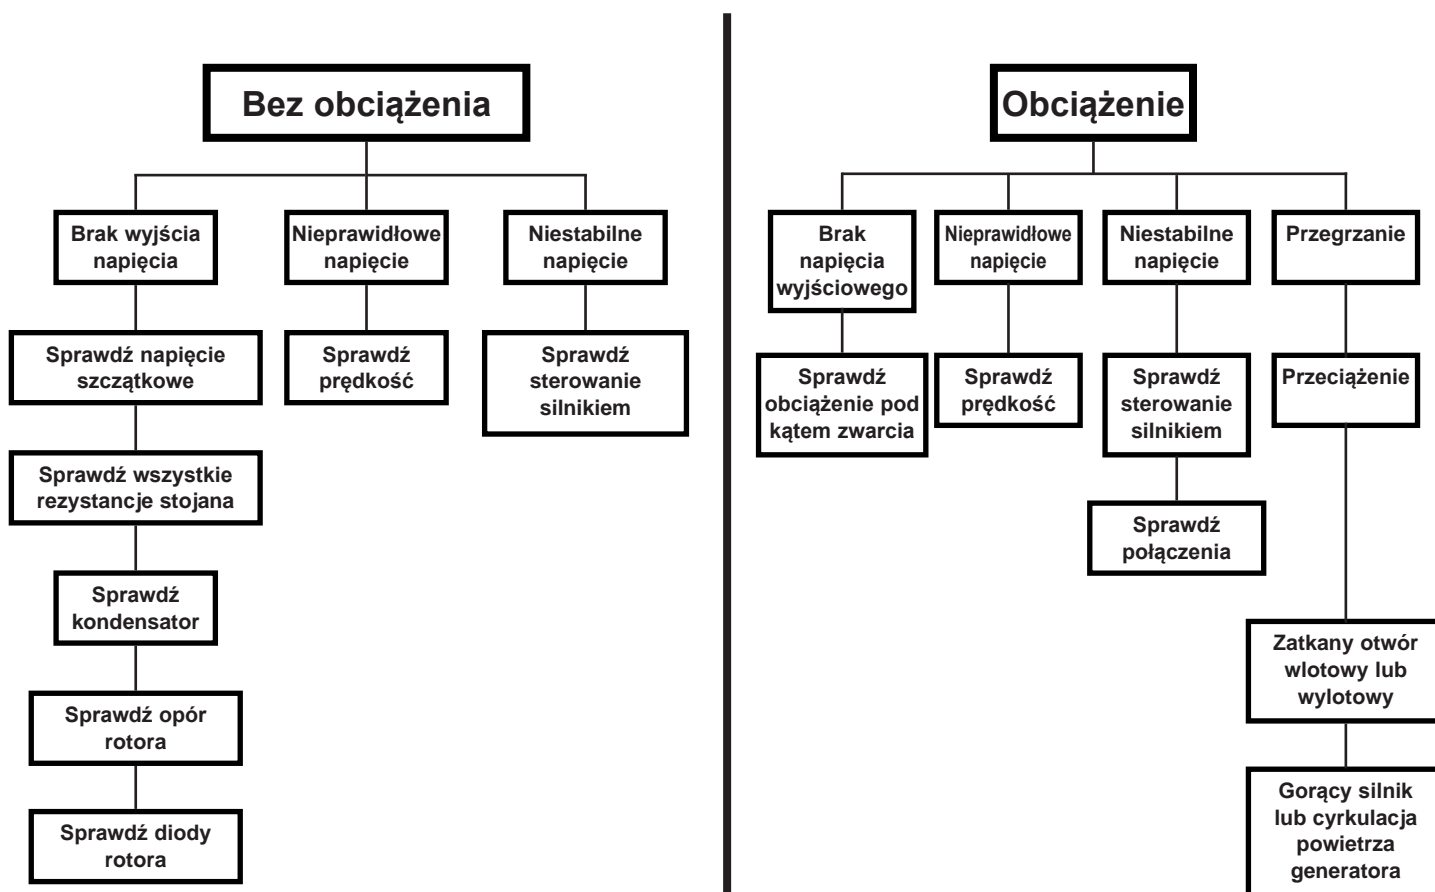 Bez obciążenia
Brak wyjścia
napięcia
Sprawdź napięcie
szczątkowe
Sprawdź wszystkie
rezystancje stojana
Sprawdź
kondensator
Sprawdź opór
rotora
Sprawdź diody
rotora
Nieprawidłowe
napięcie
Sprawdź
prędkość
Niestabilne
napięcie
Sprawdź
sterowanie
silnikiem
Obciążenie
Brak
napięcia
wyjściowego
Sprawdź
obciążenie pod
kątem zwarcia
Nieprawidłowe
napięcie
Sprawdź
prędkość
Niestabilne
napięcie
Sprawdź
sterowanie
silnikiem
Sprawdź
połączenia
Przegrzanie
Przeciążenie
Zatkany otwór
wlotowy lub
wylotowy
Gorący silnik
lub cyrkulacja
powietrza
generatora